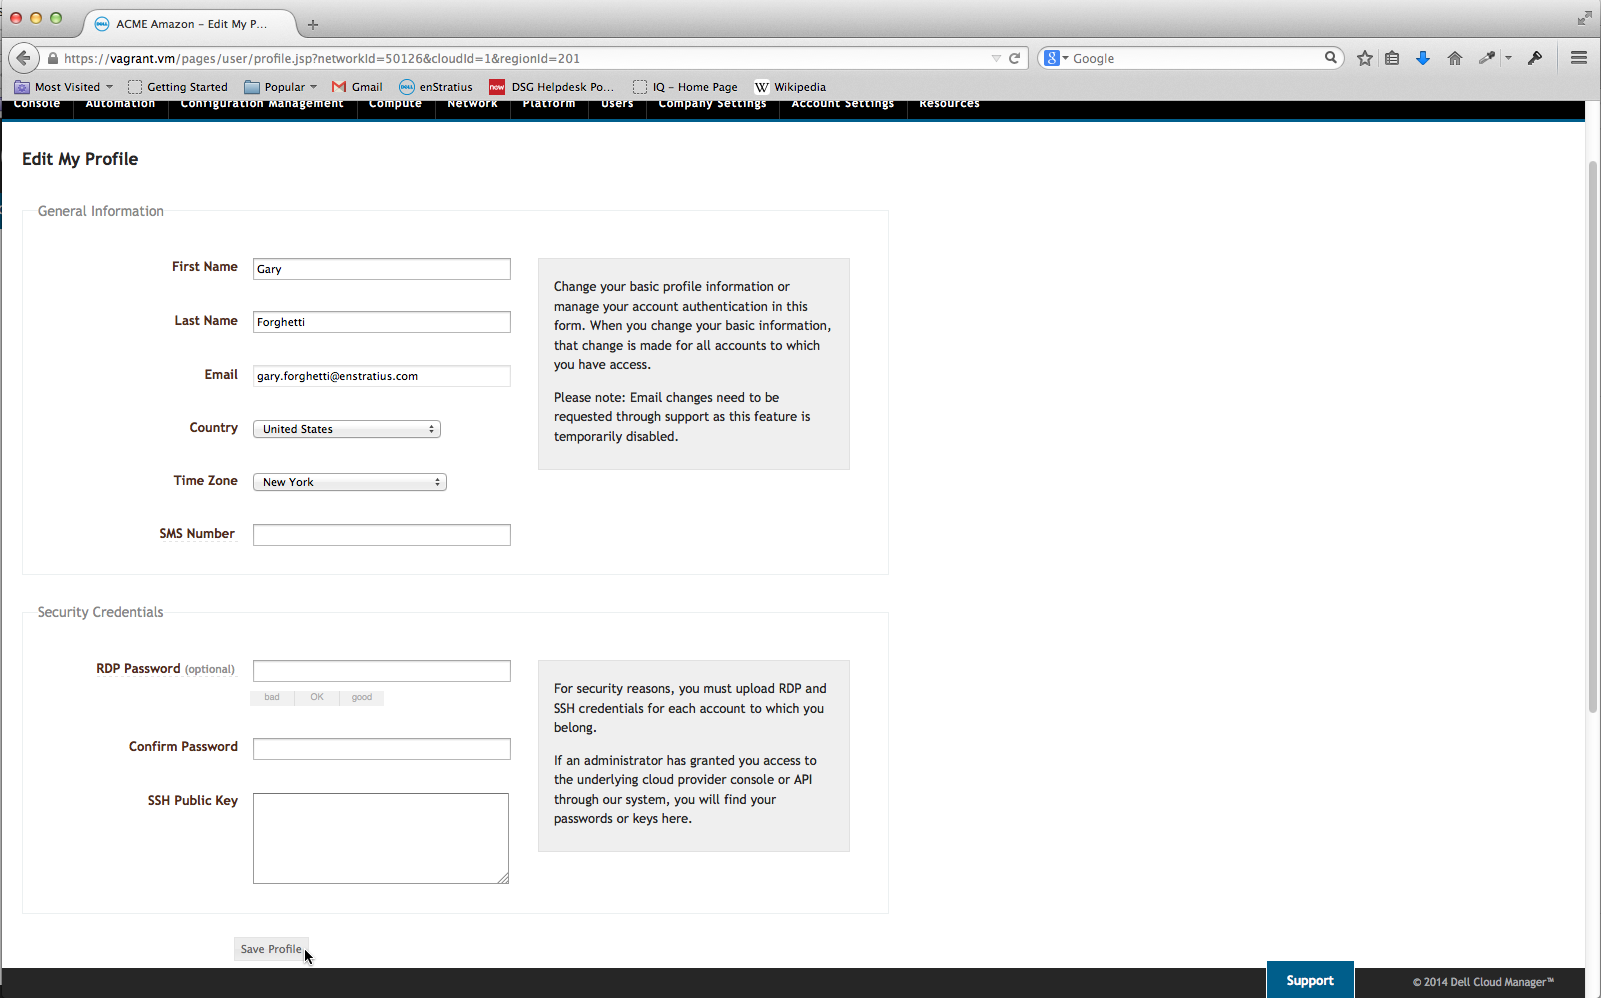 ACME Amazon – Edit My P...
https://vagrant.vm/pages/user/profile.jsp?networkId=50126&cloudId=1&regionId=201
Google
Most Visited
Getting Started
Popular
Gmail
enStratius
DSG Helpdesk Po...
IQ – Home Page
Wikipedia
Console
Automation
Configuration Management
Compute
Network
Platform
Users
Company Settings
Account Settings
Resources
Edit My Profile
General Information
First Name
Gary
Last Name
Forghetti
Email
gary.forghetti@enstratius.com
Country
United States
Time Zone
New York
SMS Number
Change your basic profile information or
manage your account authentication in this
form. When you change your basic information,
that change is made for all accounts to which
you have access.
Please note: Email changes need to be
requested through support as this feature is
temporarily disabled.
Security Credentials
RDP Password (optional)
bad
OK
good
Confirm Password
SSH Public Key
For security reasons, you must upload RDP and
SSH credentials for each account to which you
belong.
If an administrator has granted you access to
the underlying cloud provider console or API
through our system, you will find your
passwords or keys here.
Save Profile
Support
© 2014 Dell Cloud Manager™